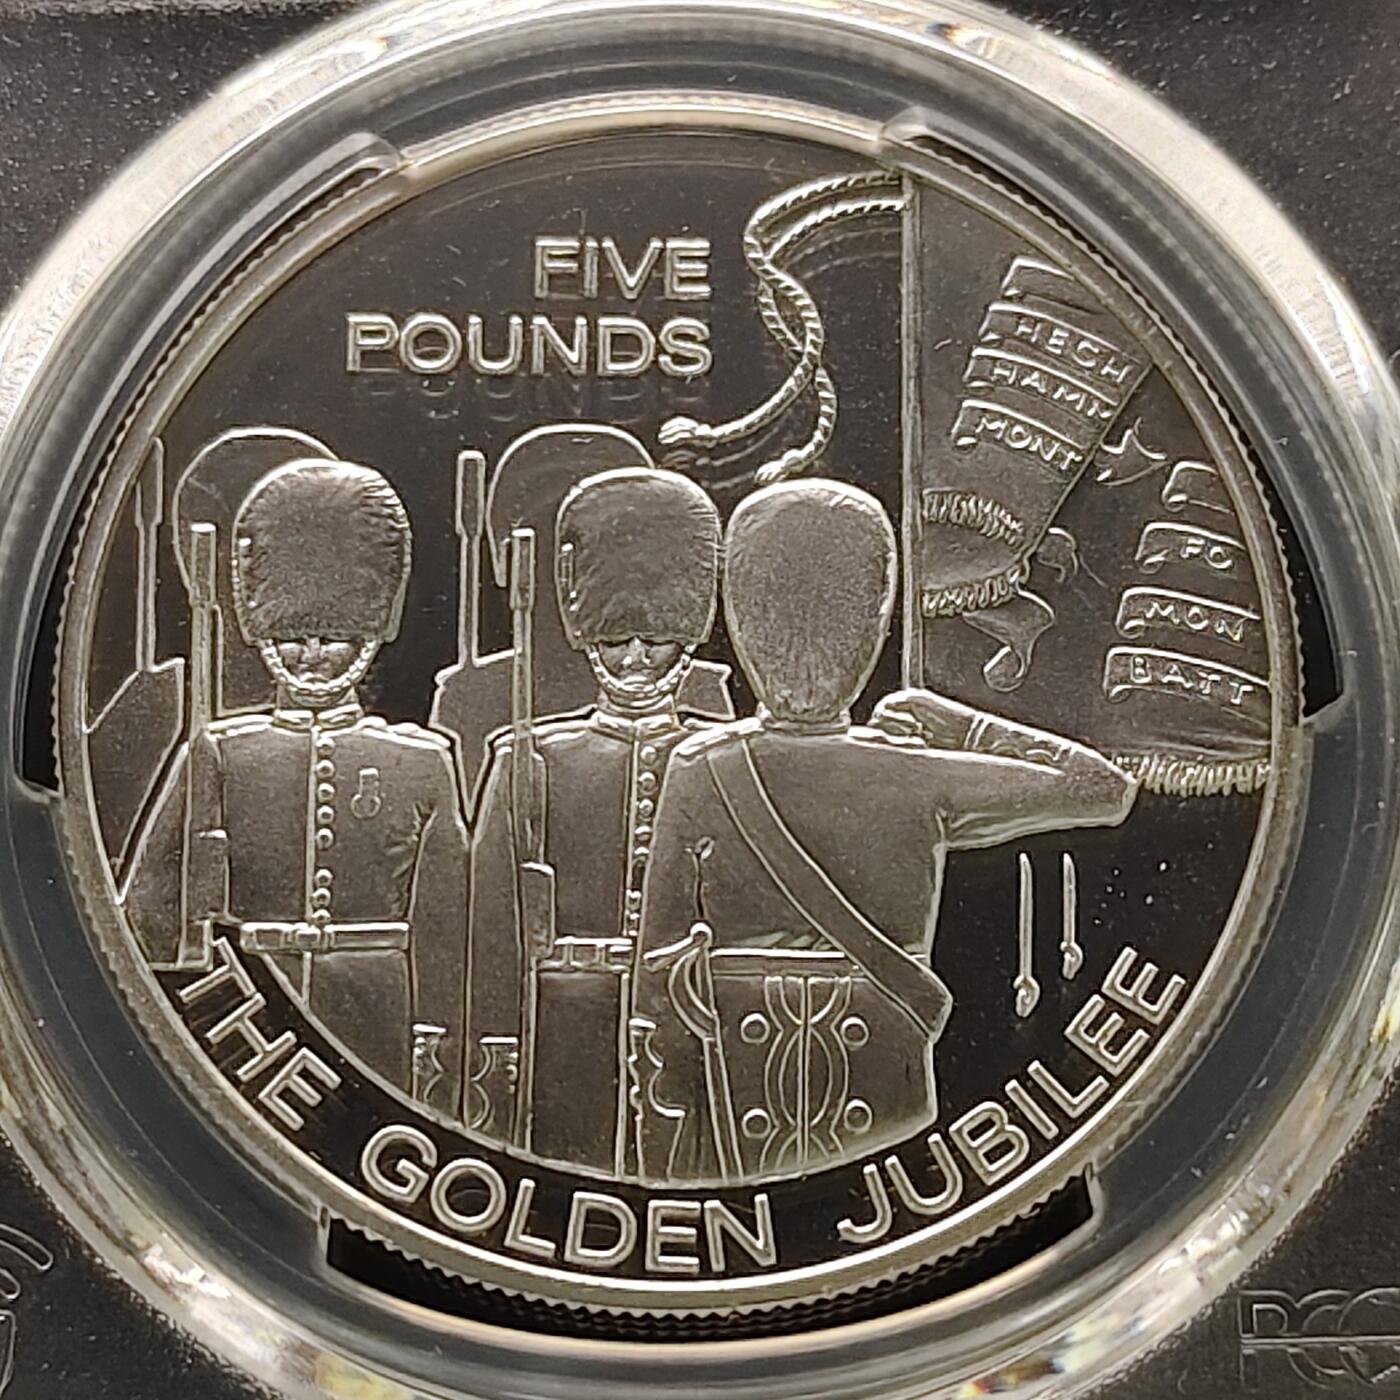 FIVE
POUNDS
HECH
HAMM
MONT
FO
MON
BATT
THE GOLDEN JUBILEE